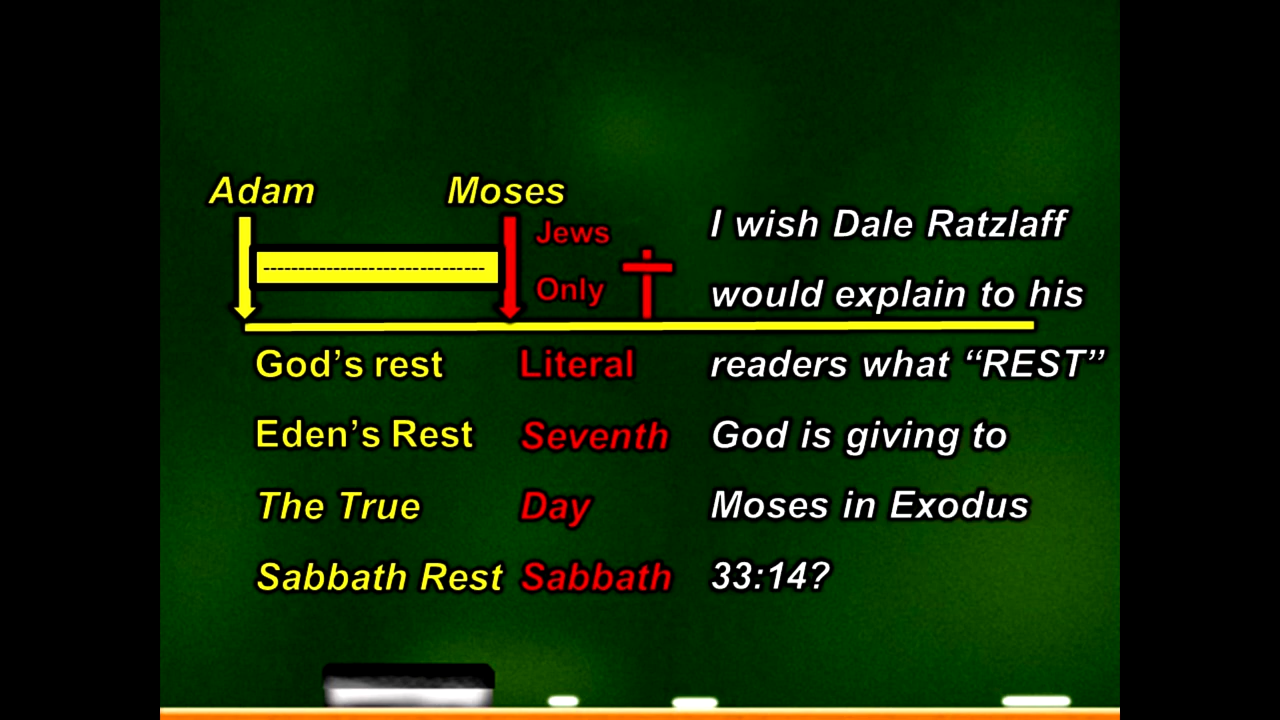 Adam
Moses
Jews
Only
---------------------------------
God’s rest
Eden’s Rest
The True
Sabbath Rest
Literal
Seventh
Day
Sabbath
I wish Dale Ratzlaff
would explain to his
readers what “REST”
God is giving to
Moses in Exodus
33:14?